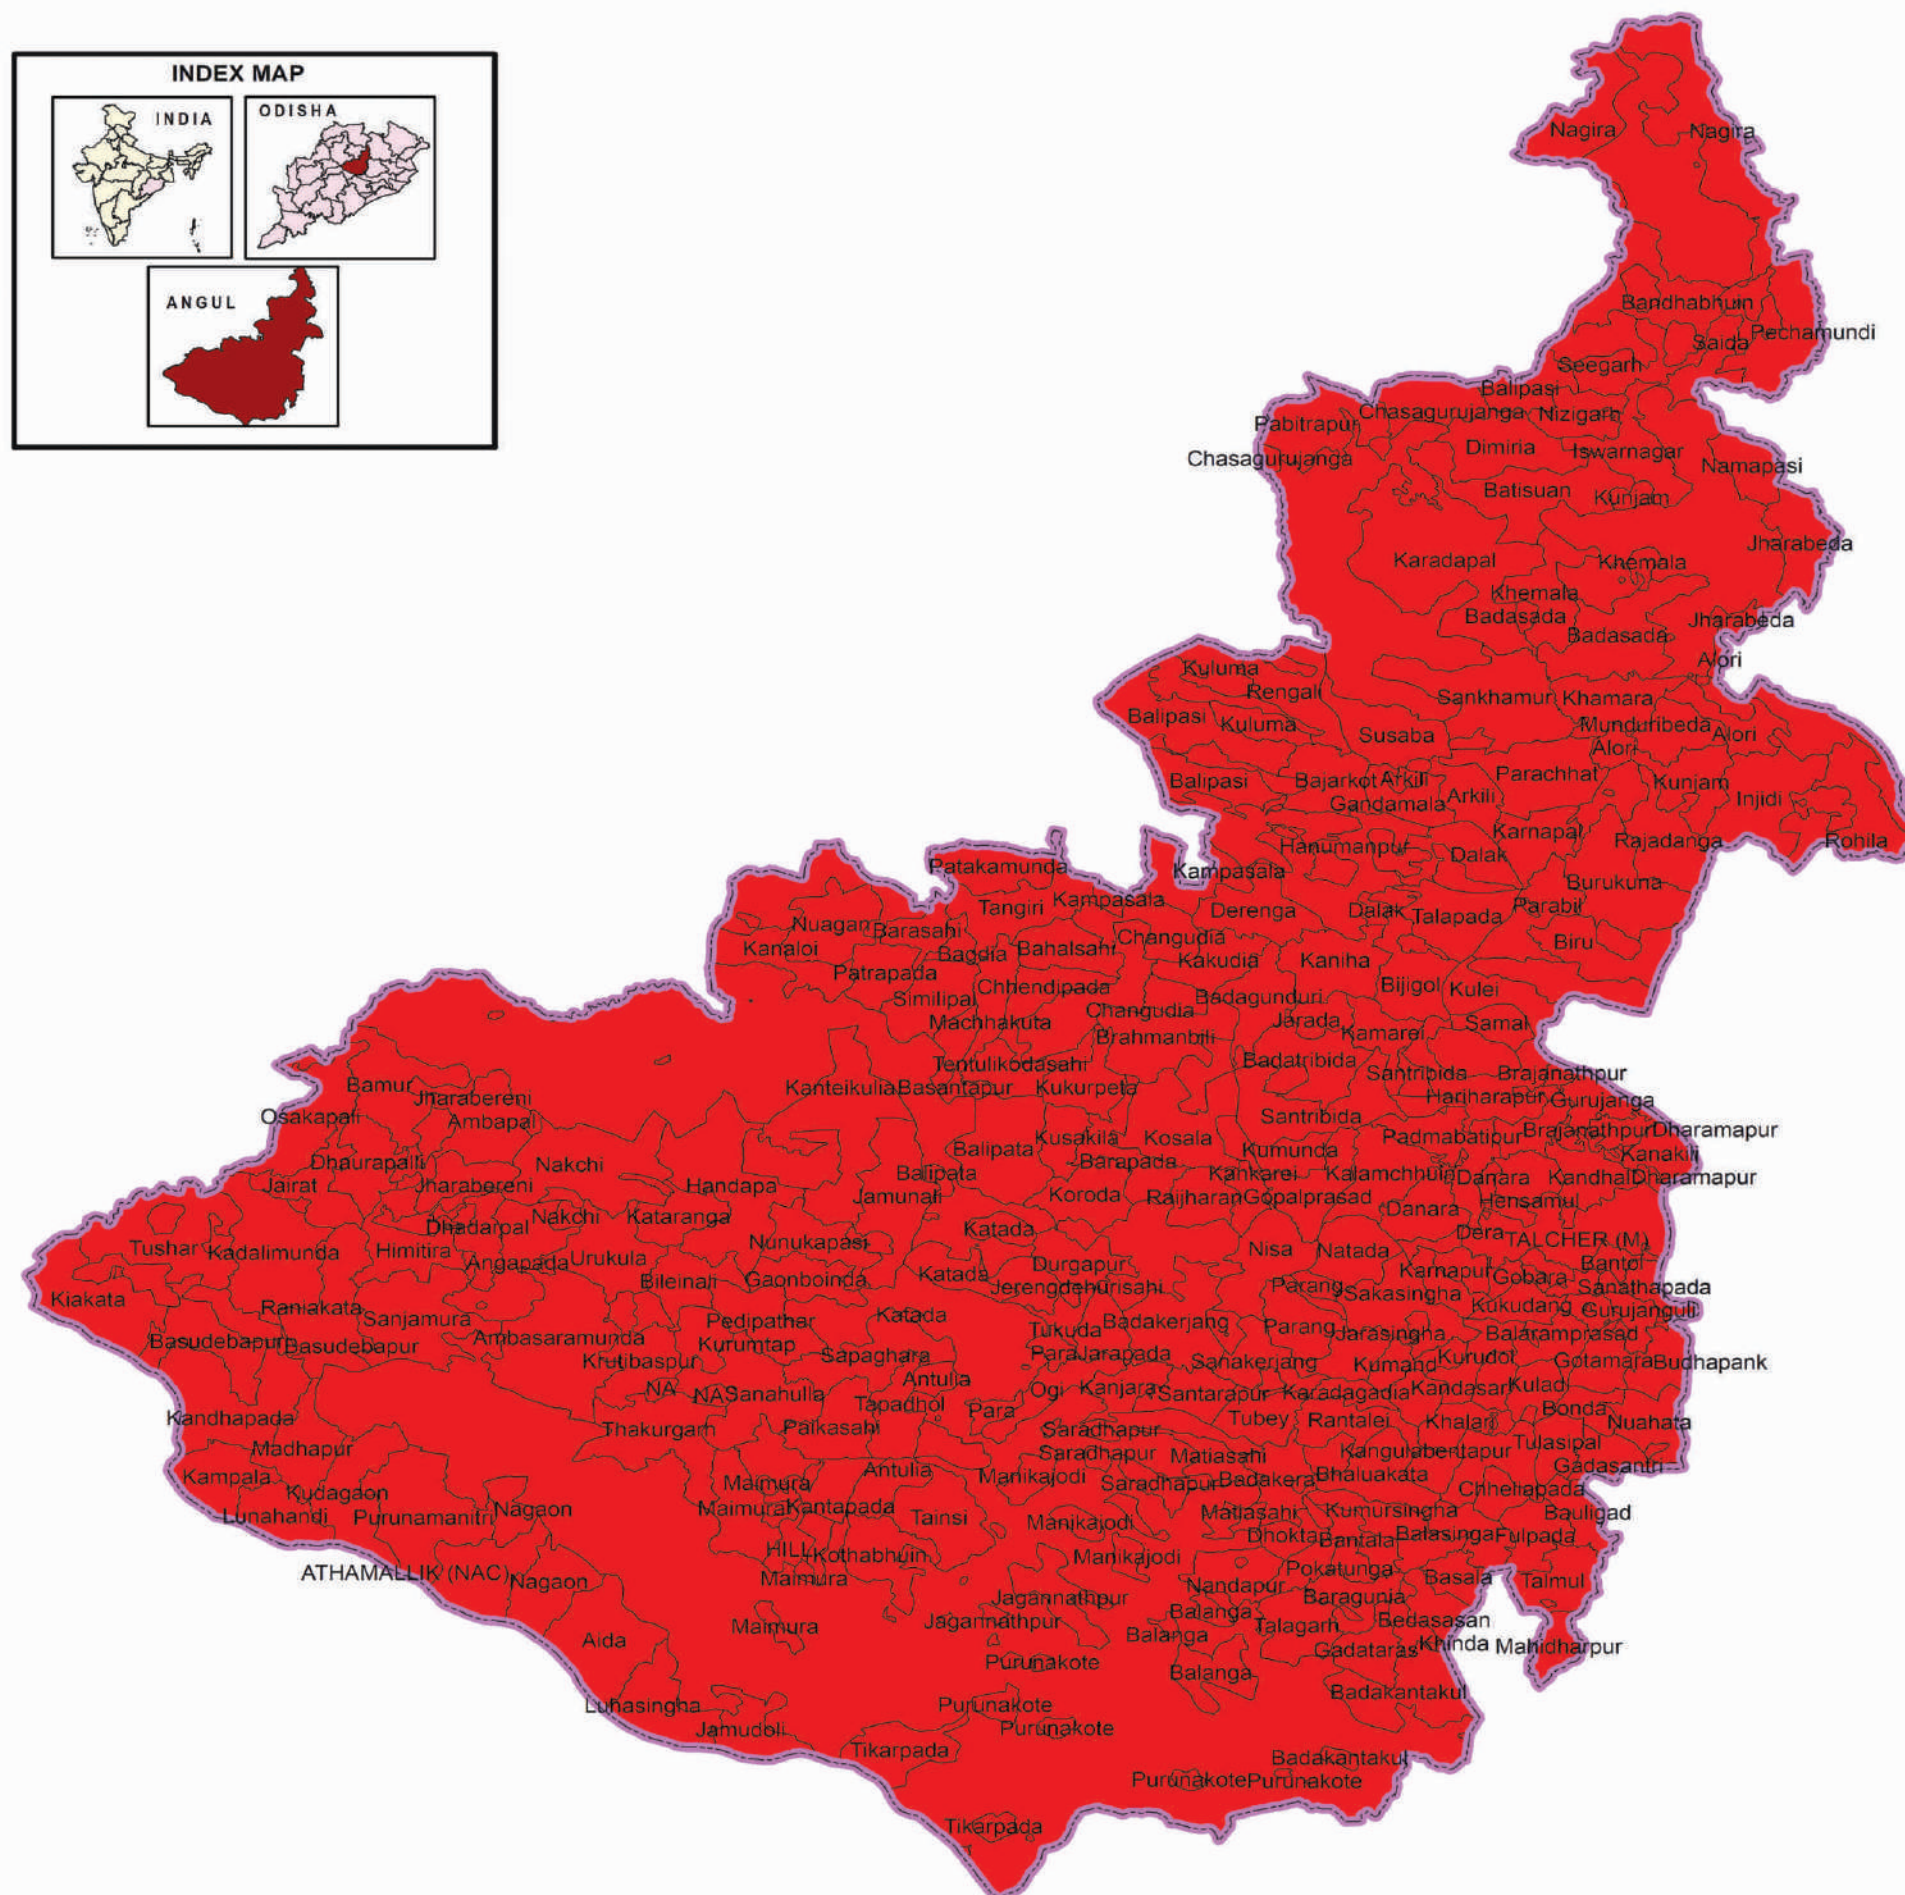 INDEX MAP
INDIA
ODISHA
ANGUL
Nagira
Nagira
Bandhabhuin
Pechamundi
Saida
Seegarh
Balipasi
Chasagurujanga
Nizigarh
Pabitrapur
Dimiria
Iswarnagar
Chasagurujanga
Namapasi
Batisuan
Kunjam
Jharabeda
Karadapal
Khemala
Khemala
Badasada
Jharabeda
Badasada
Alori
Kuluma
Rengali
Sankhamur
Khamara
Balipasi
Kuluma
Munduribeda
Alori
Susaba
Alori
Parachhat
Balipasi
Bajarkot
Arkili
Kunjam
Gandamala
Arkili
Injidi
Karnapal
Rajadanga
Rohila
Hanumanpur
Dalak
Patakamunda
Kampasala
Burukuna
Tangiri
Kampasala
Derenga
Dalak
Talapada
Parabil
Nuagan
Barasahi
Changudia
Biru
Kanaloi
Bagdia
Bahalsahi
Kakudia
Kaniha
Patrapada
Chhendipada
Bijigol
Kulei
Similipal
Badagunduri
Changudia
Machhakuta
Jarada
Kamarei
Samal
Brahmanbili
Tentulikodasahi
Badatribida
Santribida
Brajanathpur
Bamur
Kanteikulia
Basantapur
Kukurpeta
Jharabereni
Hariharapur
Gurujanga
Osakapali
Ambapal
Santribida
Kusakila
Kosala
Padmabatipur
Brajanathpur
Dharamapur
Balipata
Kumunda
Kanakili
Dhaurapalli
Nakchi
Barapada
Balipata
Kankarei
Kalamchhuin
Danara
Kandhal
Dharamapur
Jairat
Jharabereni
Handapa
Jamunali
Koroda
Raijharan
Gopalprasad
Hensamul
Nakchi
Kataranga
Danara
Dhadarpal
Katada
Dera
TALCHER (M)
Tushar
Kadalimunda
Himitira
Nunukapasi
Nisa
Natada
Angapada
Urukula
Durgapur
Bantol
Bileinali
Gaonboinda
Katada
Karnapur
Gobara
Jerengdehurisahi
Parang
Sakasingha
Sanathapada
Kiakata
Raniakata
Kukudang
Gurujanguli
Sanjamura
Pedipathar
Katada
Badakerjang
Tukuda
Parang
Jarasingha
Balaramprasad
Basudebapur
Basudebapur
Ambasaramunda
Kurumtap
Krutibaspur
Sapaghara
Para
Jarapada
Sanakerjang
Kumand
Kurudol
Gotamara
Budhapank
Antulia
NA
NA
Sanahulla
Ogi
Kanjara
Santarapur
Karadagadia
Kandasar
Kuladi
Tapadhol
Para
Bonda
Kandhapada
Thakurgarh
Paikasahi
Saradhapur
Tubey
Rantalei
Khalari
Nuahata
Madhapur
Saradhapur
Matiasahi
Kangulabentapur
Tulasipal
Kampala
Antulia
Manikajodi
Saradhapur
Badakera
Bhaluakata
Gadasantri
Kudagaon
Maimura
Chheliapada
Lunahandi
Purunamanitri
Nagaon
Maimura
Kantapada
Tainsi
Manikajodi
Matiasahi
Kumursingha
Bauligad
Dhokta
Bantala
Balasinga
Fulpada
HILL
Kothabhuin
Manikajodi
ATHAMALLIK (NAC)
Nagaon
Maimura
Pokatunga
Basala
Talmul
Nandapur
Jagannathpur
Baragunia
Jagannathpur
Balanga
Talagarh
Bedasasan
Maimura
Balanga
Aida
Gadataras
Khinda
Mahidharpur
Purunakote
Balanga
Badakantakul
Luhasingha
Purunakote
Jamudoli
Purunakote
Tikarpada
Badakantakul
Purunakote
Purunakote
Tikarpada